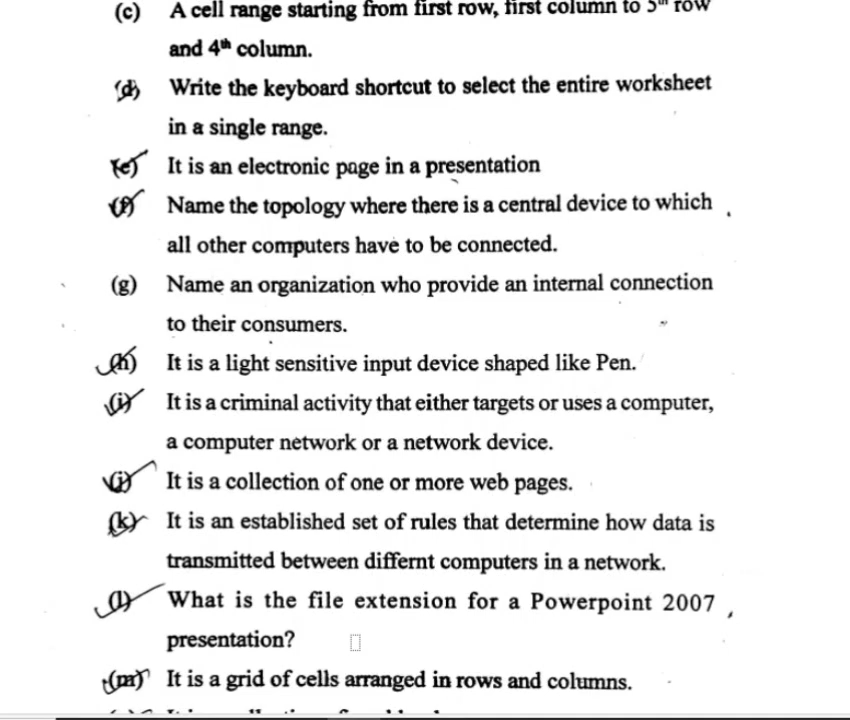 (c) A cell range starting from first row, first column to 5th row
and 4th column.
(d) Write the keyboard shortcut to select the entire worksheet
in a single range.
(e) It is an electronic page in a presentation
(f) Name the topology where there is a central device to which
all other computers have to be connected.
(g) Name an organization who provide an internal connection
to their consumers.
(h) It is a light sensitive input device shaped like Pen.
(i) It is a criminal activity that either targets or uses a computer,
a computer network or a network device.
(j) It is a collection of one or more web pages.
(k) It is an established set of rules that determine how data is
transmitted between differnt computers in a network.
(l) What is the file extension for a Powerpoint 2007
presentation?
(m) It is a grid of cells arranged in rows and columns.